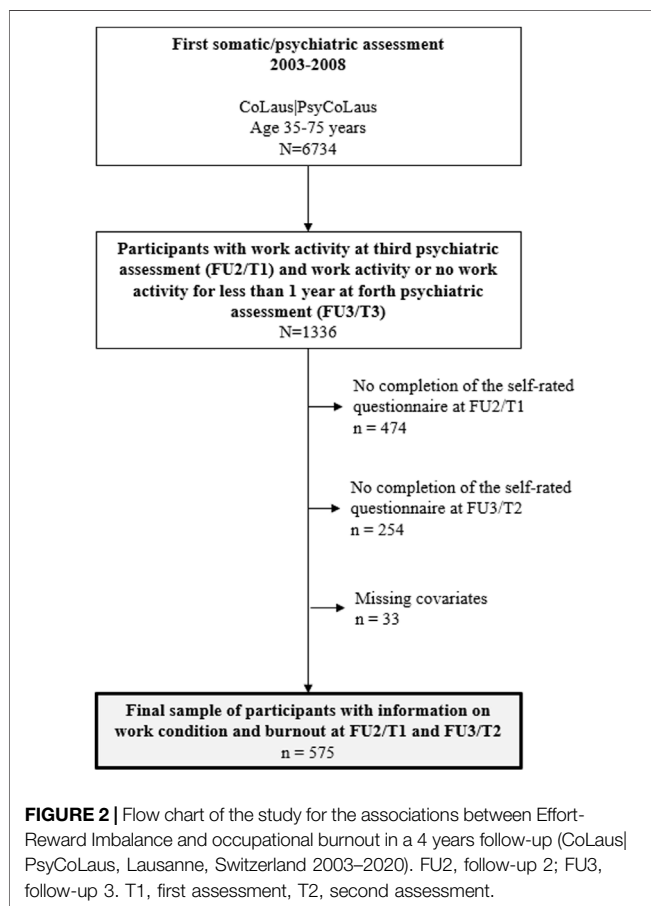 First somatic/psychiatric assessment
2003-2008
CoLaus|PsyCoLaus
Age 35-75 years
N=6734
Participants with work activity at third psychiatric
assessment (FU2/T1) and work activity or no work
activity for less than 1 year at forth psychiatric
assessment (FU3/T3)
N=1336
No completion of the self-rated
questionnaire at FU2/T1
n = 474
No completion of the self-rated
questionnaire at FU3/T2
n = 254
Missing covariates
n = 33
Final sample of participants with information on
work condition and burnout at FU2/T1 and FU3/T2
n = 575
FIGURE 2 | Flow chart of the study for the associations between Effort-
Reward Imbalance and occupational burnout in a 4 years follow-up (CoLaus|
PsyCoLaus, Lausanne, Switzerland 2003–2020). FU2, follow-up 2; FU3,
follow-up 3. T1, first assessment, T2, second assessment.